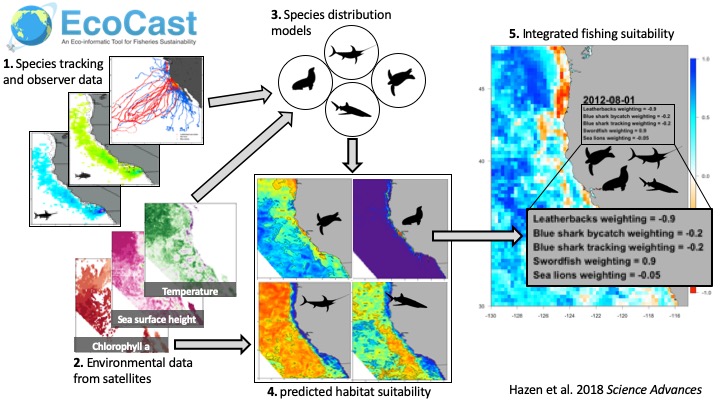 EcoCast
An Eco-informatic Tool for Fisheries Sustainability
1. Species tracking
and observer data
3. Species distribution
models
5. Integrated fishing suitability
2012-08-01
Leatherbacks weighting = -0.9
Blue shark bycatch weighting = -0.2
Blue shark tracking weighting = -0.2
Swordfish weighting = 0.9
Sea lions weighting = -0.05
Leatherbacks weighting = -0.9
Blue shark bycatch weighting = -0.2
Blue shark tracking weighting = -0.2
Swordfish weighting = 0.9
Sea lions weighting = -0.05
40
30
-130
-128
-126
-124
-122
-120
-118
-116
1.0
0.5
0.0
-1.0
Temperature
Sea surface height
Chlorophyll a
2. Environmental data
from satellites
4. predicted habitat suitability
Hazen et al. 2018 Science Advances